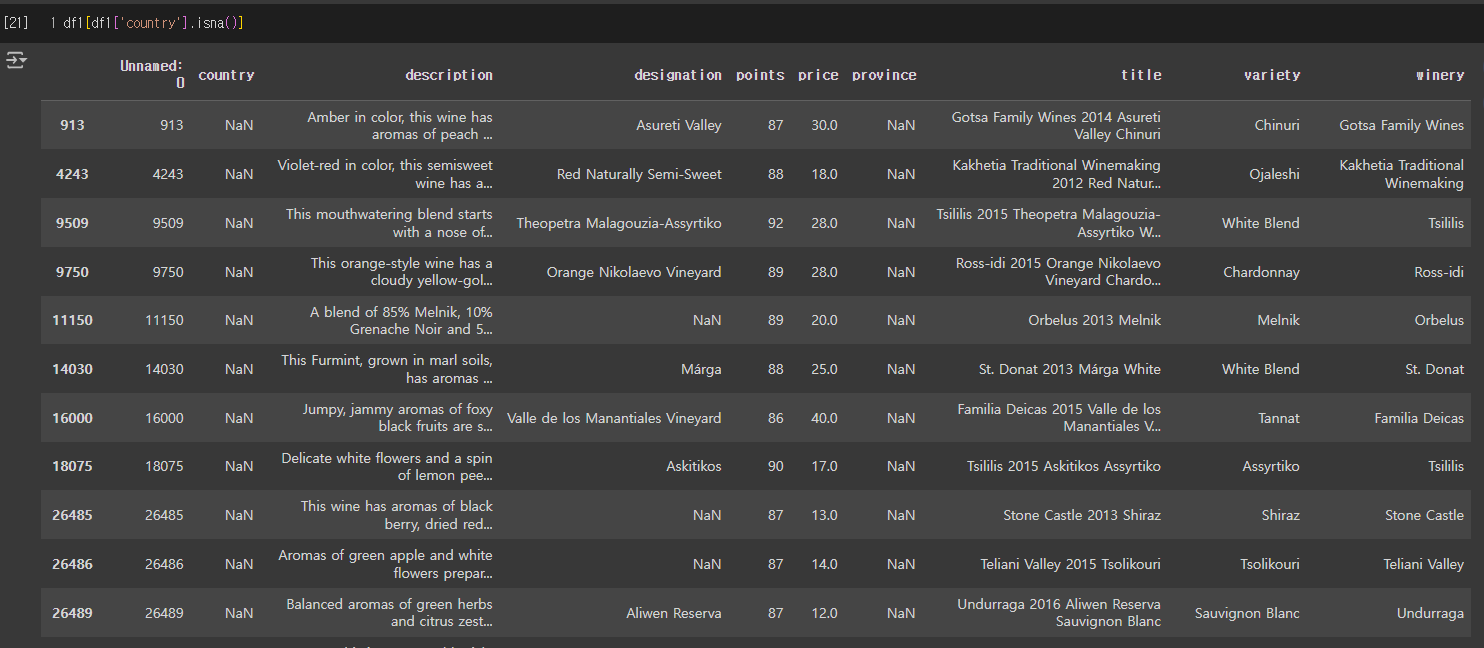 [21] 1 df1[df1['country'].isna()]
Unnamed: 0 country description designation points price province title variety winery
913 913 NaN Amber in color, this wine has aromas of peach ... Asureti Valley 87 30.0 NaN Gotsa Family Wines 2014 Asureti Valley Chinuri Chinuri Gotsa Family Wines
4243 4243 NaN Violet-red in color, this semisweet wine has a... Red Naturally Semi-Sweet 88 18.0 NaN Kakhetia Traditional Winemaking 2012 Red Natur... Ojaleshi Kakhetia Traditional Winemaking
9509 9509 NaN This mouthwatering blend starts with a nose of... Theopetra Malagouzia-Assyrtiko 92 28.0 NaN Tsililis 2015 Theopetra Malagouzia-Assyrtiko W... White Blend Tsililis
9750 9750 NaN This orange-style wine has a cloudy yellow-gol... Orange Nikolaevo Vineyard 89 28.0 NaN Ross-idi 2015 Orange Nikolaevo Vineyard Chardo... Chardonnay Ross-idi
11150 11150 NaN A blend of 85% Melnik, 10% Grenache Noir and 5... NaN 89 20.0 NaN Orbelus 2013 Melnik Melnik Orbelus
14030 14030 NaN This Furmint, grown in marl soils, has aromas ... Márga 88 25.0 NaN St. Donat 2013 Márga White White Blend St. Donat
16000 16000 NaN Jumpy, jammy aromas of foxy black fruits are s... Valle de los Manantiales Vineyard 86 40.0 NaN Familia Deicas 2015 Valle de los Manantiales V... Tannat Familia Deicas
18075 18075 NaN Delicate white flowers and a spin of lemon pee... Askitikos 90 17.0 NaN Tsililis 2015 Askitikos Assyrtiko Assyrtiko Tsililis
26485 26485 NaN This wine has aromas of black berry, dried red... NaN 87 13.0 NaN Stone Castle 2013 Shiraz Shiraz Stone Castle
26486 26486 NaN Aromas of green apple and white flowers prepar... NaN 87 14.0 NaN Teliani Valley 2015 Tsolikouri Tsolikouri Teliani Valley
26489 26489 NaN Balanced aromas of green herbs and citrus zest... Aliwen Reserva 87 12.0 NaN Undurraga 2016 Aliwen Reserva Sauvignon Blanc Sauvignon Blanc Undurraga